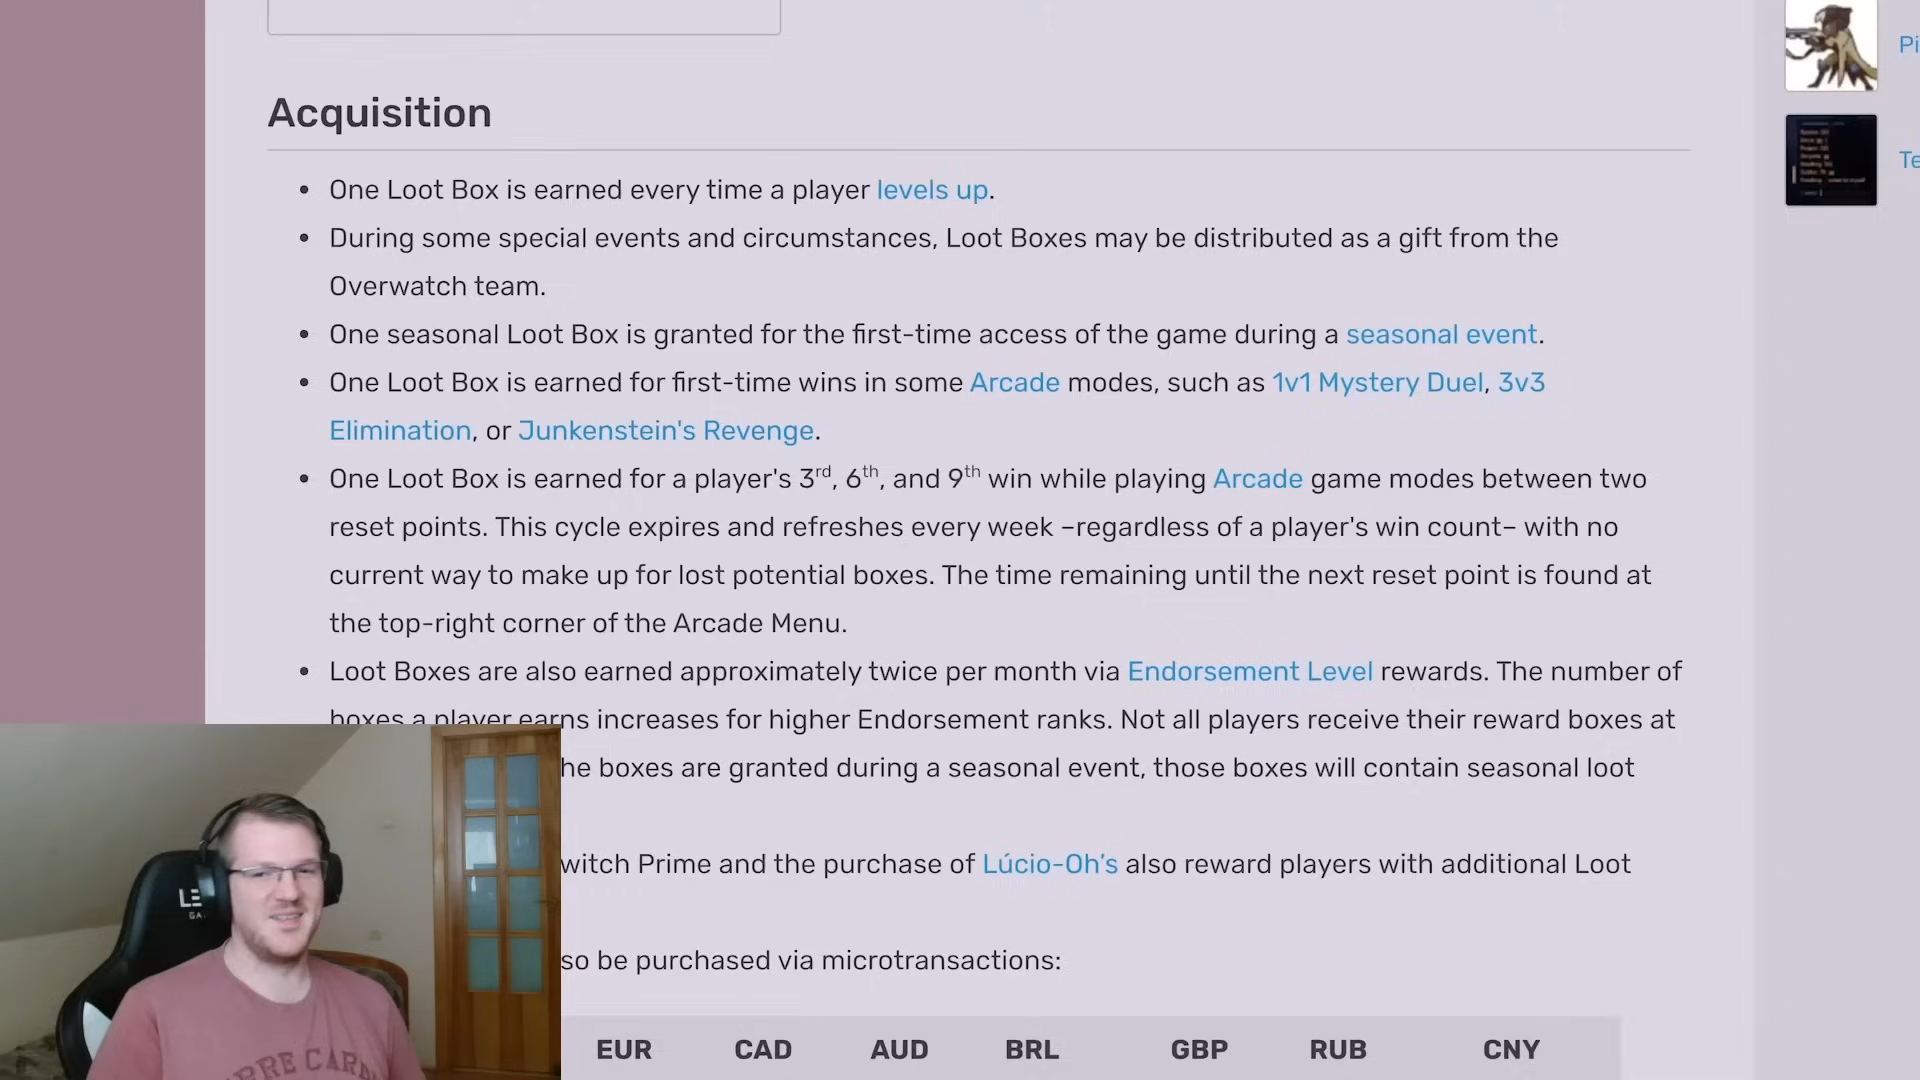 Acquisition
One Loot Box is earned every time a player levels up.
During some special events and circumstances, Loot Boxes may be distributed as a gift from the
Overwatch team.
One seasonal Loot Box is granted for the first-time access of the game during a seasonal event.
One Loot Box is earned for first-time wins in some Arcade modes, such as 1v1 Mystery Duel, 3v3
Elimination, or Junkenstein's Revenge.
One Loot Box is earned for a player's 3rd, 6th, and 9th win while playing Arcade game modes between two
reset points. This cycle expires and refreshes every week –regardless of a player's win count– with no
current way to make up for lost potential boxes. The time remaining until the next reset point is found at
the top-right corner of the Arcade Menu.
Loot Boxes are also earned approximately twice per month via Endorsement Level rewards. The number of
boxes a player earns increases for higher Endorsement ranks. Not all players receive their reward boxes at
he boxes are granted during a seasonal event, those boxes will contain seasonal loot
witch Prime and the purchase of Lúcio-Oh's also reward players with additional Loot
so be purchased via microtransactions:
EUR CAD AUD BRL GBP RUB CNY
Pi
Te
LE
GA